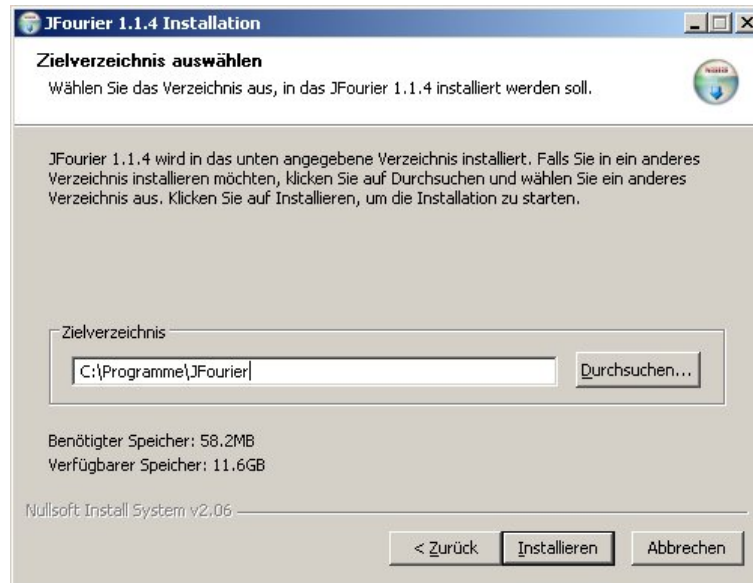 JFourier 1.1.4 Installation
Zielverzeichnis auswählen
Wählen Sie das Verzeichnis aus, in das JFourier 1.1.4 installiert werden soll.
JFourier 1.1.4 wird in das unten angegebene Verzeichnis installiert. Falls Sie in ein anderes
Verzeichnis installieren möchten, klicken Sie auf Durchsuchen und wählen Sie ein anderes
Verzeichnis aus. Klicken Sie auf Installieren, um die Installation zu starten.
Zielverzeichnis
C:\Programme\JFourier
Durchsuchen...
Benötigter Speicher: 58.2MB
Verfügbarer Speicher: 11.6GB
Nullsoft Install System v2.06
< Zurück
Installieren
Abbrechen